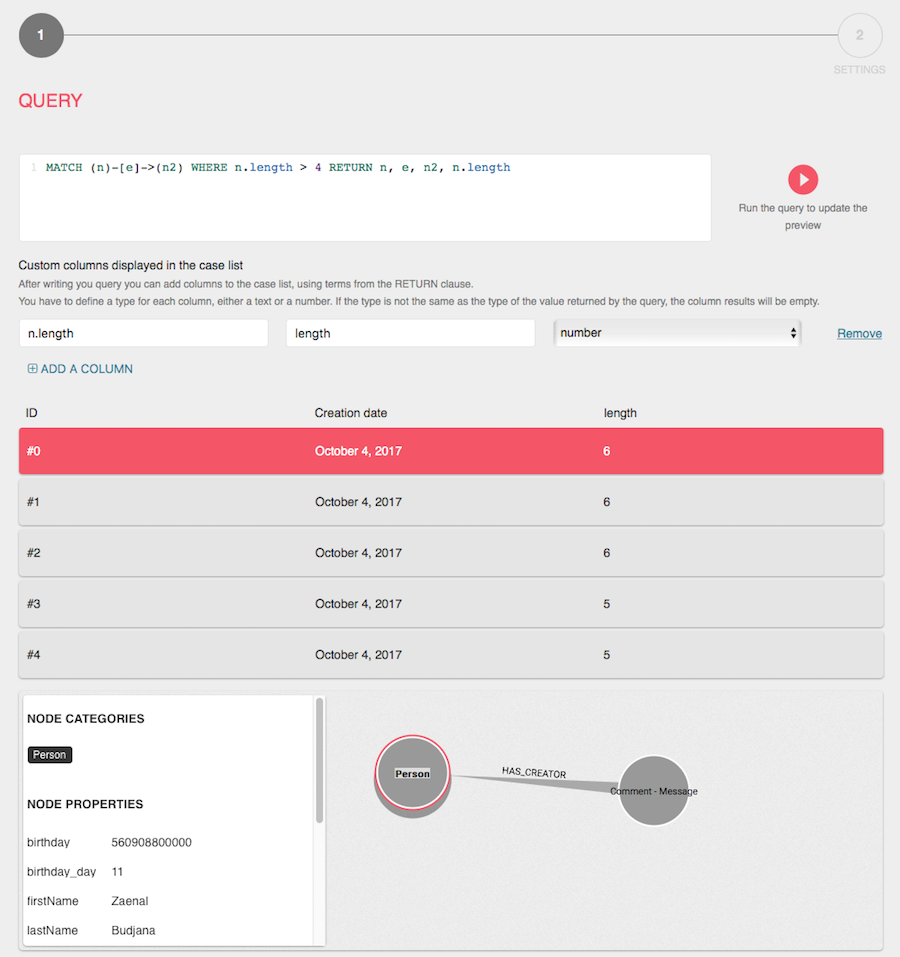 1
2
SETTINGS
QUERY
1 MATCH (n)-[e]->(n2) WHERE n.length > 4 RETURN n, e, n2, n.length
Run the query to update the
preview
Custom columns displayed in the case list
After writing you query you can add columns to the case list, using terms from the RETURN clause.
You have to define a type for each column, either a text or a number. If the type is not the same as the type of the value returned by the query, the column results will be empty.
n.length length number Remove
ADD A COLUMN
ID Creation date length
#0 October 4, 2017 6
#1 October 4, 2017 6
#2 October 4, 2017 6
#3 October 4, 2017 5
#4 October 4, 2017 5
NODE CATEGORIES
Person
NODE PROPERTIES
birthday 560908800000
birthday_day 11
firstName Zaenal
lastName Budjana
Person
HAS_CREATOR
Comment - Message